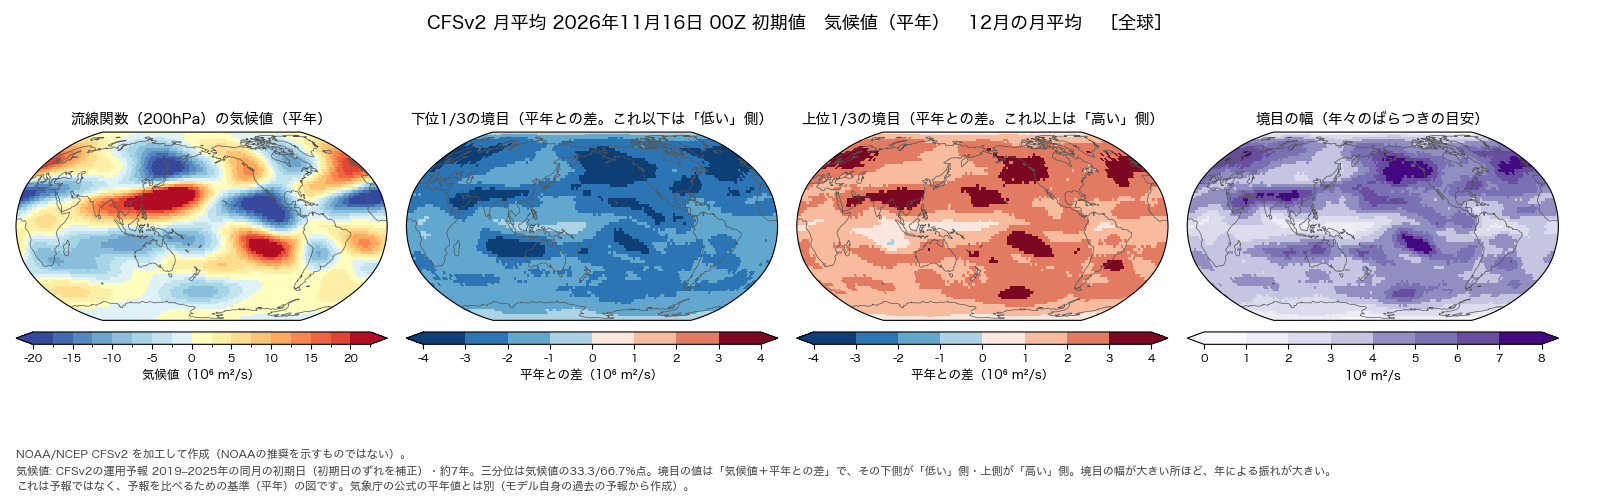 CFSv2 月平均 2026年11月16日 00Z 初期値　気候値（平年）　12月の月平均　［全球］
流線関数（200hPa）の気候値（平年）
下位1/3の境目（平年との差。これ以下は「低い」側）
上位1/3の境目（平年との差。これ以上は「高い」側）
境目の幅（年々のばらつきの目安）
-20 -15 -10 -5 0 5 10 15 20
-4 -3 -2 -1 0 1 2 3 4
-4 -3 -2 -1 0 1 2 3 4
0 1 2 3 4 5 6 7 8
気候値（10⁶ m²/s）
平年との差（10⁶ m²/s）
平年との差（10⁶ m²/s）
10⁶ m²/s
NOAA/NCEP CFSv2 を加工して作成（NOAAの推奨を示すものではない）。
気候値: CFSv2の運用予報 2019–2025年の同月の初期日（初期日のずれを補正）・約7年。三分位は気候値の33.3/66.7%点。境目の値は「気候値＋平年との差」で、その下側が「低い」側・上側が「高い」側。境目の幅が大きい所ほど、年による振れが大きい。
これは予報ではなく、予報を比べるための基準（平年）の図です。気象庁の公式の平年値とは別（モデル自身の過去の予報から作成）。